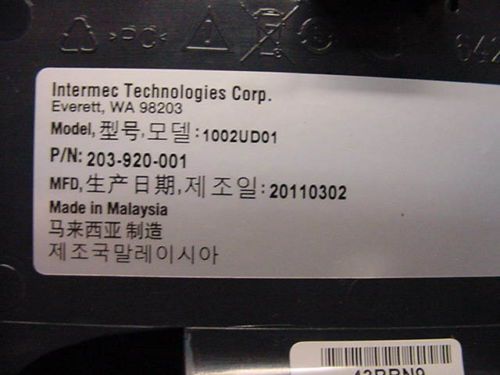 >PC<
Intermec Technologies Corp.
Everett, WA 98203
Model, 型号, 모델: 1002UD01
P/N: 203-920-001
MFD, 生产日期, 제조일: 20110302
Made in Malaysia
马来西亚 制造
제조국말레이시아